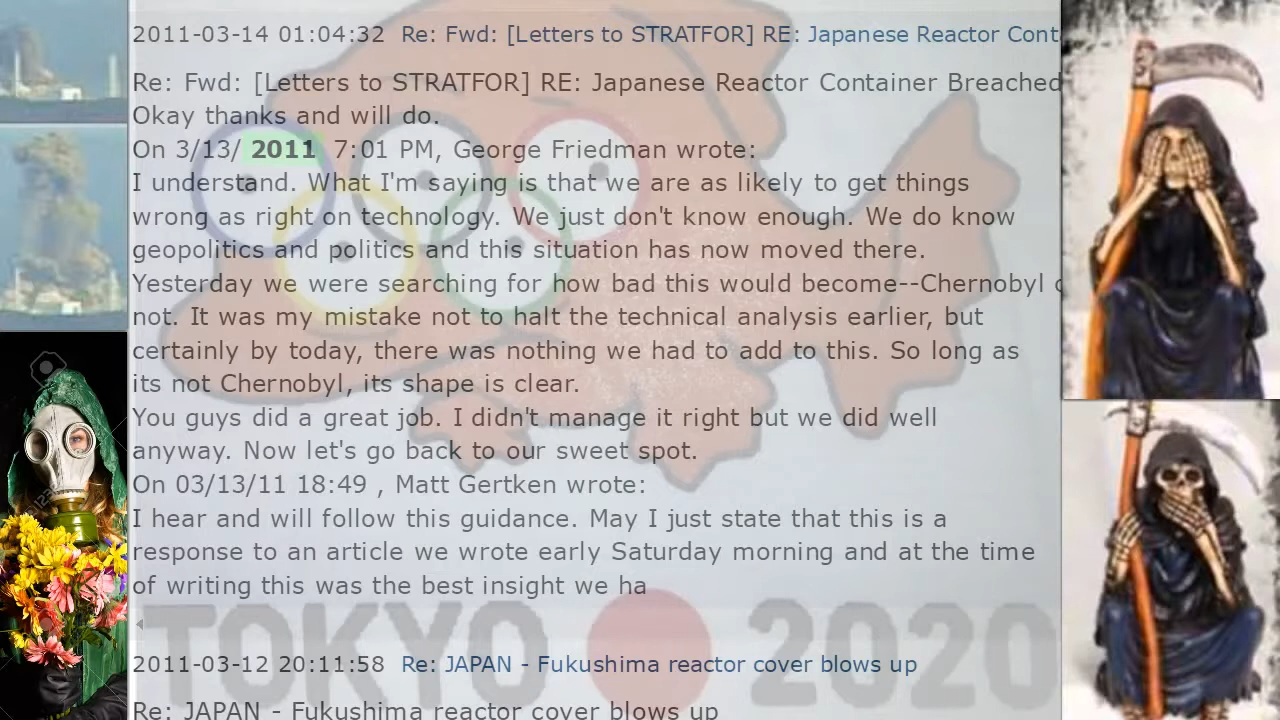 2011-03-14 01:04:32 Re: Fwd: [Letters to STRATFOR] RE: Japanese Reactor Cont
Re: Fwd: [Letters to STRATFOR] RE: Japanese Reactor Container Breached
Okay thanks and will do.
On 3/13/ 2011 7:01 PM, George Friedman wrote:
I understand. What I'm saying is that we are as likely to get things
wrong as right on technology. We just don't know enough. We do know
geopolitics and politics and this situation has now moved there.
Yesterday we were searching for how bad this would become--Chernobyl
not. It was my mistake not to halt the technical analysis earlier, but
certainly by today, there was nothing we had to add to this. So long as
its not Chernobyl, its shape is clear.
You guys did a great job. I didn't manage it right but we did well
anyway. Now let's go back to our sweet spot.
On 03/13/11 18:49 , Matt Gertken wrote:
I hear and will follow this guidance. May I just state that this is a
response to an article we wrote early Saturday morning and at the time
of writing this was the best insight we ha
TOKYO 2020
2011-03-12 20:11:58 Re: JAPAN - Fukushima reactor cover blows up
Re: JAPAN - Fukushima reactor cover blows up